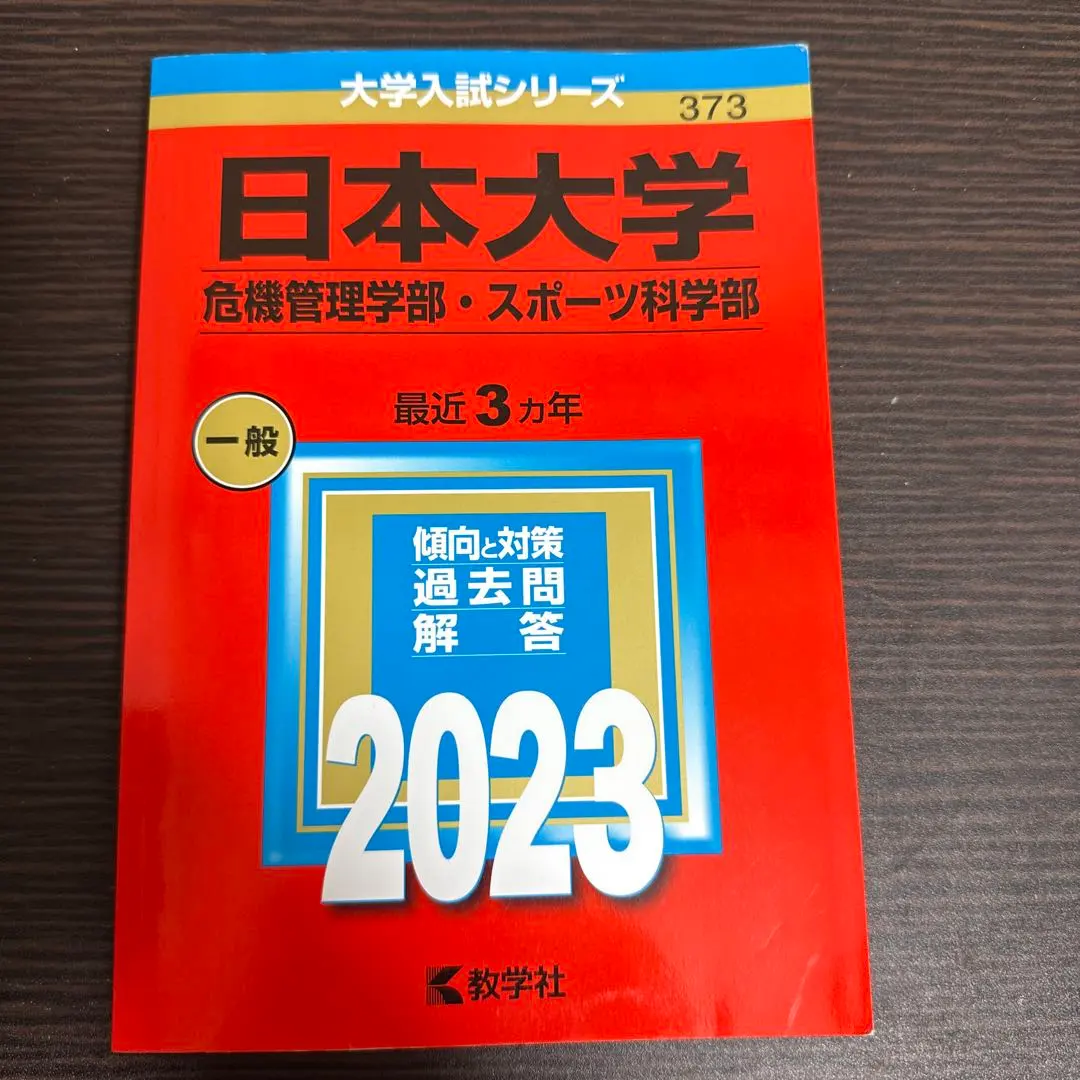 大学入試シリーズ
373
日本大学
危機管理学部・スポーツ科学部
最近3ヵ年
一般
傾向と対策
過去問
解答
2023
教学社